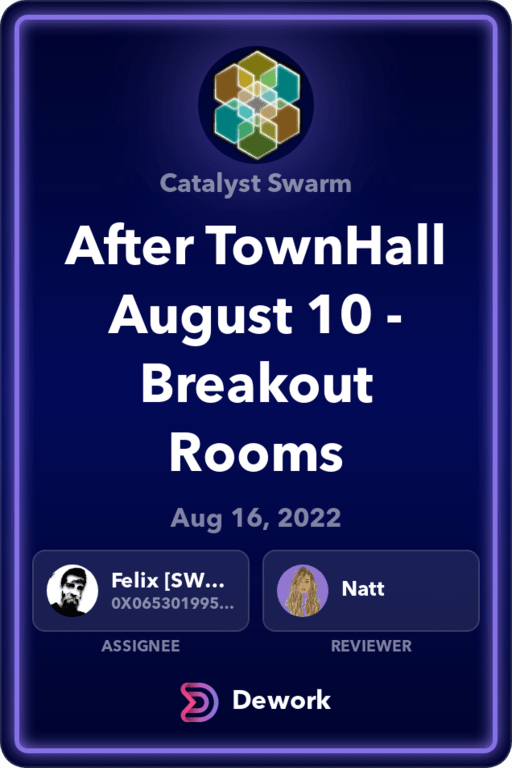 Catalyst Swarm
After TownHall
August 10 -
Breakout
Rooms
Aug 16, 2022
Felix [SW...
0X065301995...
Natt
ASSIGNEE
REVIEWER
Dework